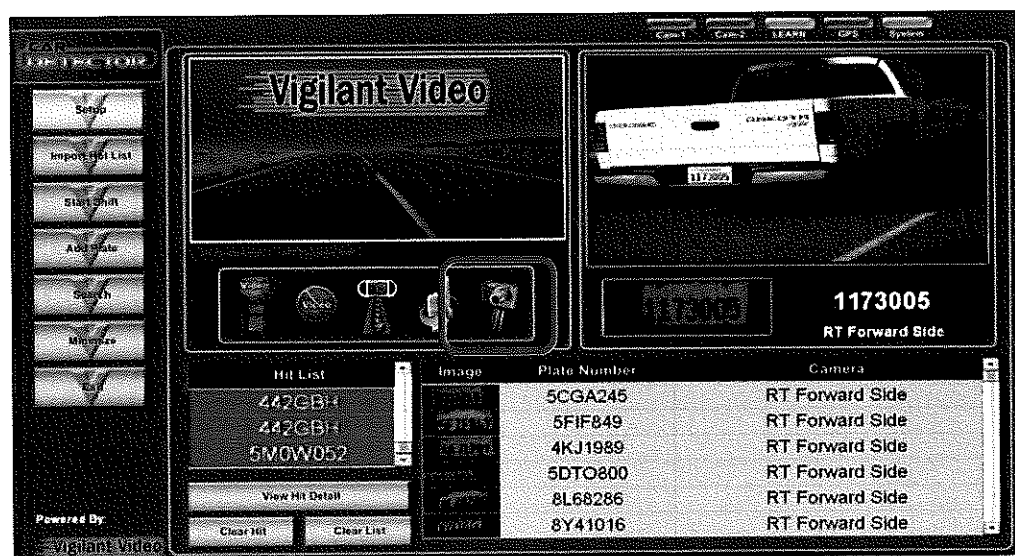 Cam-1 Cam-2 LEARN GPS System
CAR
DETECTOR
Setup
Import Hot List
Start Shift
Add Plate
Search
Minimize
Exit
Powered By:
Vigilant Video
Vigilant Video
1173005
1173005
1173005
RT Forward Side
Hit List
442GBH
442GBH
5M0W052
View Hit Detail
Clear Hit Clear List
Image Plate Number Camera
5CGA245 RT Forward Side
5FIF849 RT Forward Side
4KJ1989 RT Forward Side
5DTO800 RT Forward Side
8L68286 RT Forward Side
8Y41016 RT Forward Side